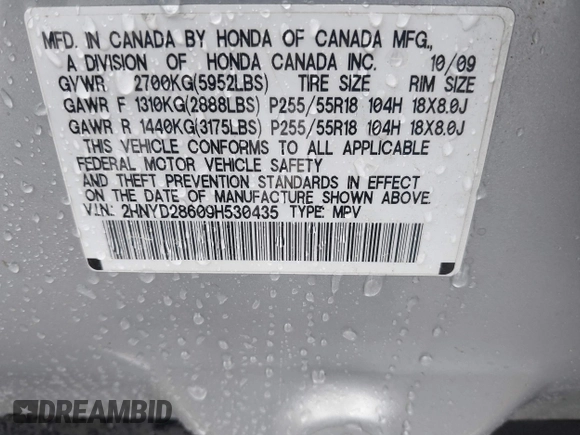 MFD. IN CANADA BY HONDA OF CANADA MFG.,
A DIVISION OF HONDA CANADA INC. 10/09
GVWR 2700KG(5952LBS) TIRE SIZE RIM SIZE
GAWR F 1310KG(2888LBS) P255/55R18 104H 18X8.0J
GAWR R 1440KG(3175LBS) P255/55R18 104H 18X8.0J
THIS VEHICLE CONFORMS TO ALL APPLICABLE
FEDERAL MOTOR VEHICLE SAFETY
AND THEFT PREVENTION STANDARDS IN EFFECT
ON THE DATE OF MANUFACTURE SHOWN ABOVE.
V.I.N.: 2HNYD28609H530435 TYPE: MPV
DREAMBID